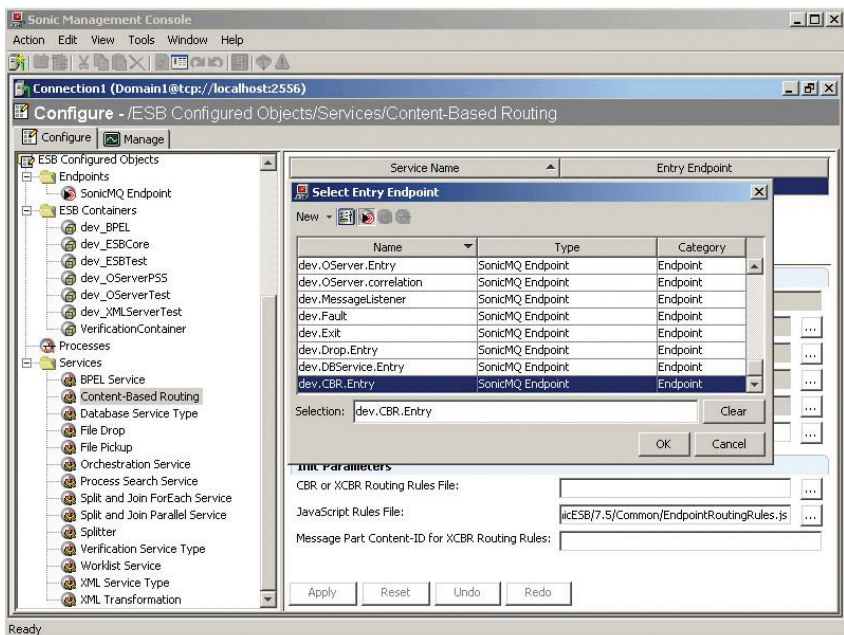 Sonic Management Console
Action Edit View Tools Window Help
Connection1 (Domain1@tcp://localhost:2556)
Configure - /ESB Configured Objects/Services/Content-Based Routing
Configure Manage
ESB Configured Objects
Endpoints
SonicMQ Endpoint
ESB Containers
dev_BPEL
dev_ESBCore
dev_ESBTest
dev_OServerPSS
dev_OServerTest
dev_XMLServerTest
VerificationContainer
Processes
Services
BPEL Service
Content-Based Routing
Database Service Type
File Drop
File Pickup
Orchestration Service
Process Search Service
Split and Join ForEach Service
Split and Join Parallel Service
Splitter
Verification Service Type
Worklist Service
XML Service Type
XML Transformation
Service Name Entry Endpoint
Select Entry Endpoint
New
Name Type Category
dev.OServer.Entry SonicMQ Endpoint Endpoint
dev.OServer.correlation SonicMQ Endpoint Endpoint
dev.MessageListener SonicMQ Endpoint Endpoint
dev.Fault SonicMQ Endpoint Endpoint
dev.Exit SonicMQ Endpoint Endpoint
dev.Drop.Entry SonicMQ Endpoint Endpoint
dev.DBService.Entry SonicMQ Endpoint Endpoint
dev.CBR.Entry SonicMQ Endpoint Endpoint
Selection: dev.CBR.Entry Clear
OK Cancel
Init Parameters
CBR or XCBR Routing Rules File: ...
JavaScript Rules File: icESB/7.5/Common/EndpointRoutingRules.js ...
Message Part Content-ID for XCBR Routing Rules:
Apply Reset Undo Redo
Ready